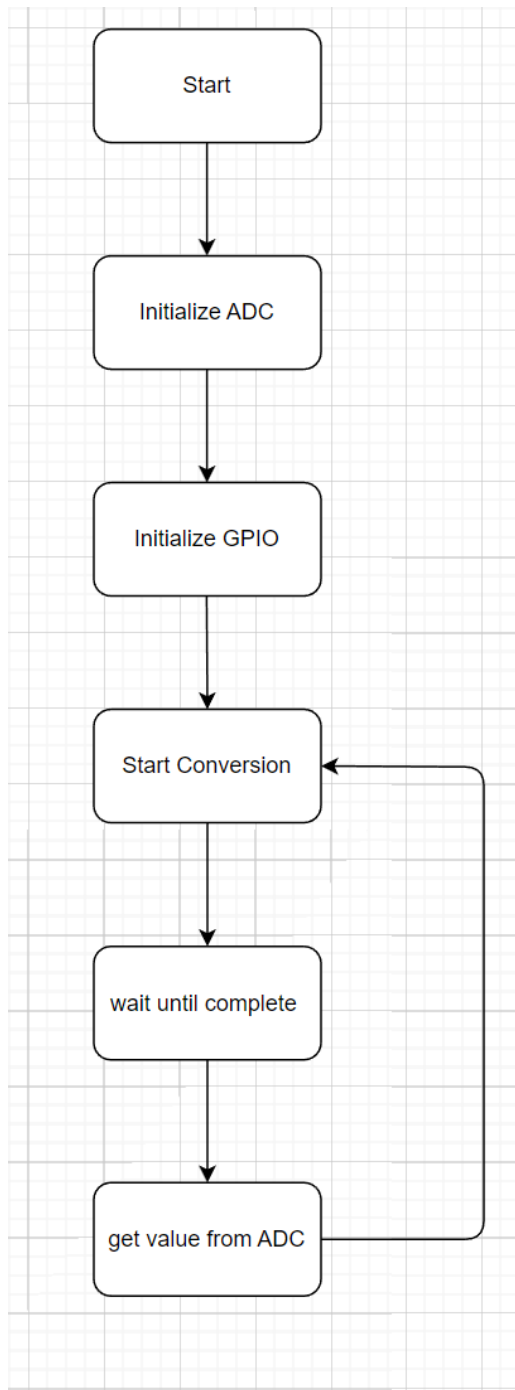 Start
Initialize ADC
Initialize GPIO
Start Conversion
wait until complete
get value from ADC